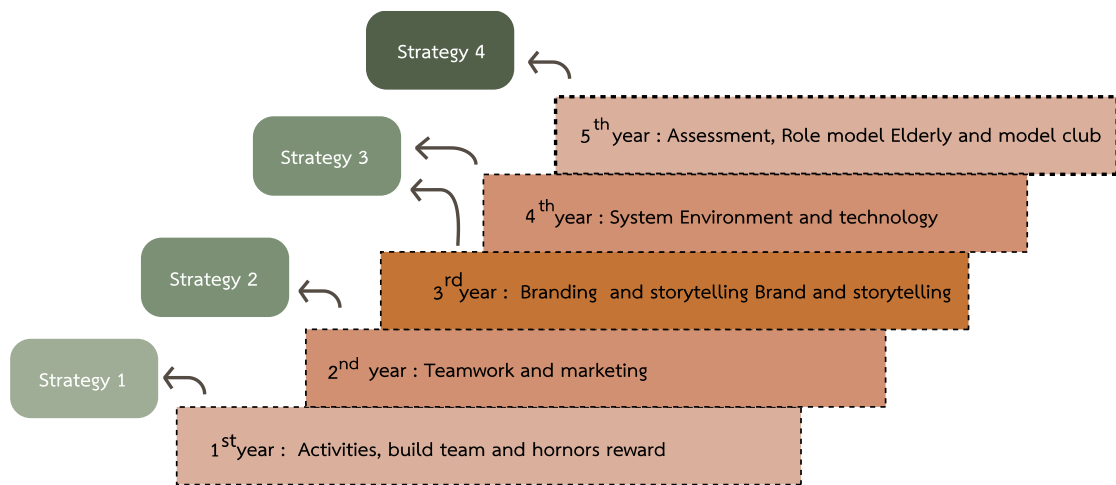 Strategy 4
5th year : Assessment, Role model Elderly and model club
Strategy 3
4th year : System Environment and technology
Strategy 2
3rd year : Branding and storytelling Brand and storytelling
Strategy 1
2nd year : Teamwork and marketing
1st year : Activities, build team and hornors reward